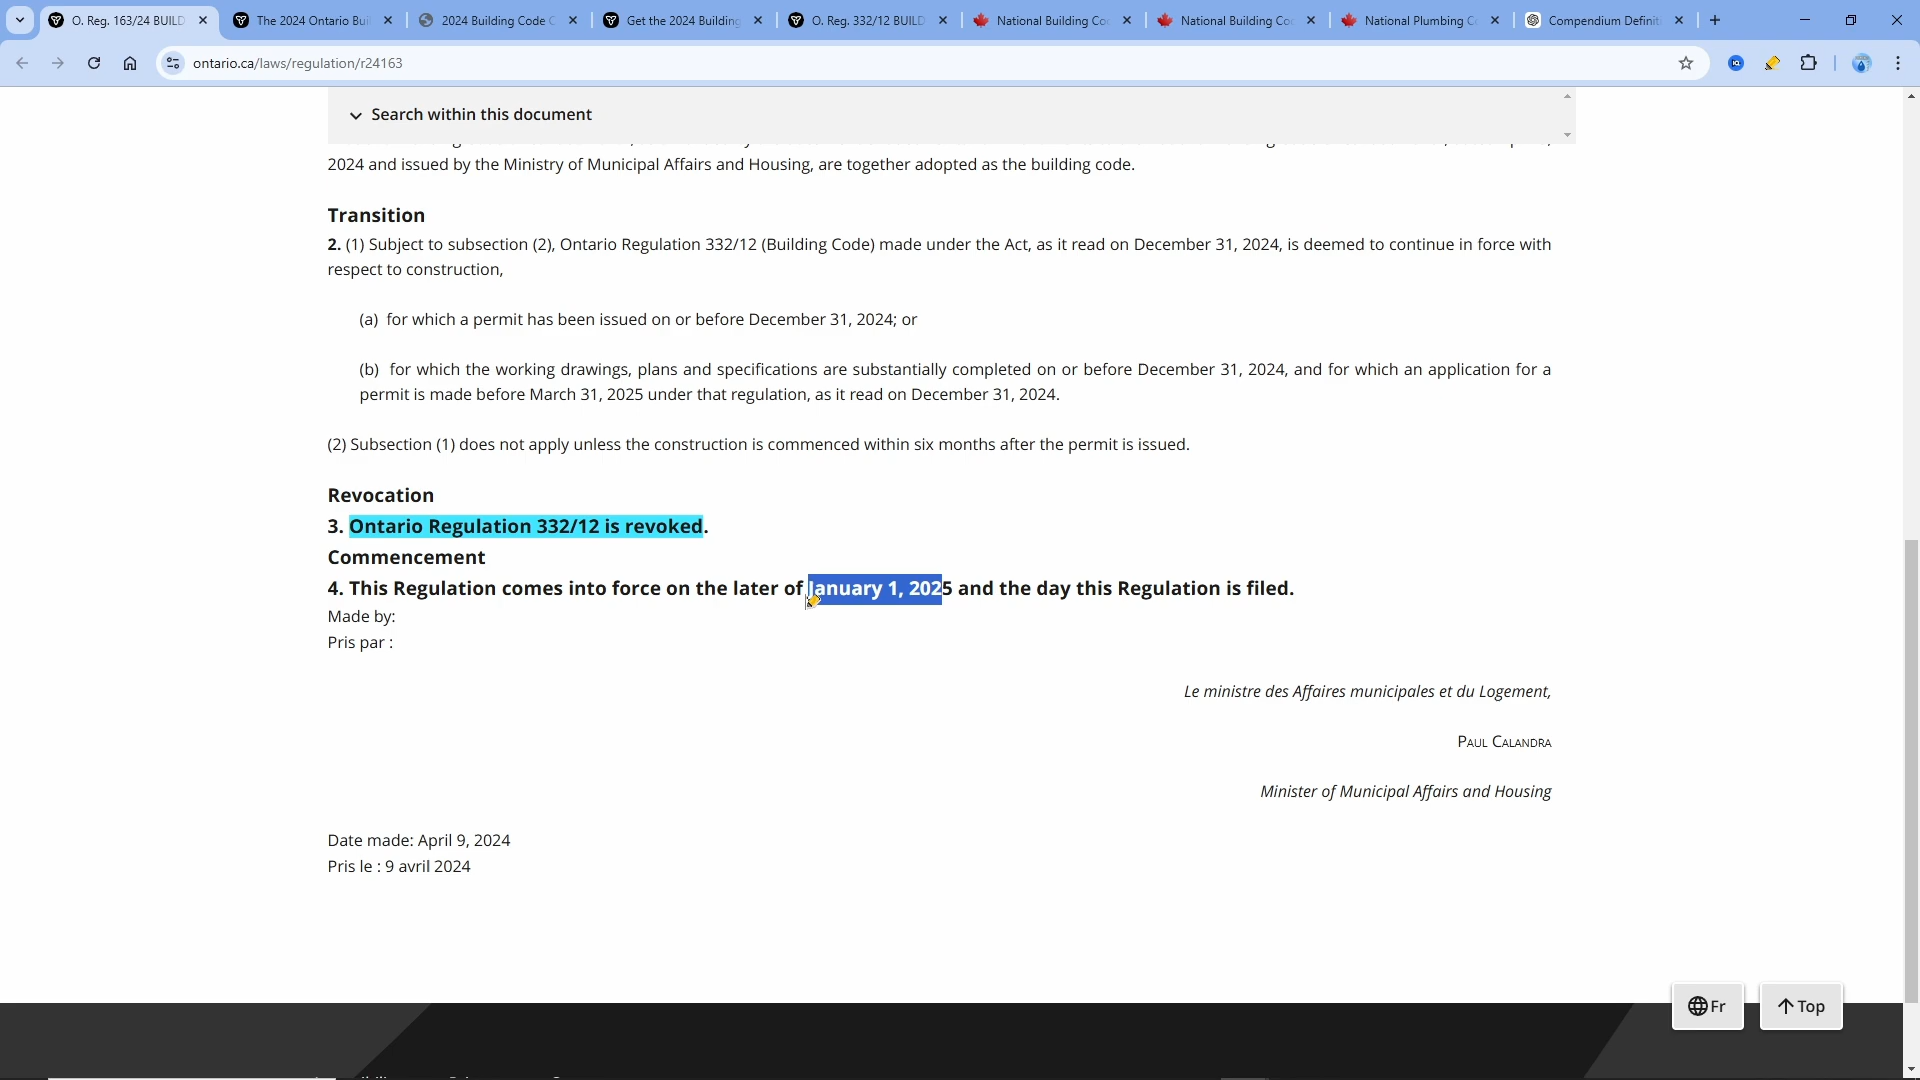 O. Reg. 163/24 BUILD
The 2024 Ontario Bui
2024 Building Code C
Get the 2024 Building
O. Reg. 332/12 BUILD
National Building Co
National Building Co
National Plumbing C
Compendium Definiti
ontario.ca/laws/regulation/r24163
Search within this document
2024 and issued by the Ministry of Municipal Affairs and Housing, are together adopted as the building code.
Transition
2. (1) Subject to subsection (2), Ontario Regulation 332/12 (Building Code) made under the Act, as it read on December 31, 2024, is deemed to continue in force with
respect to construction,
(a) for which a permit has been issued on or before December 31, 2024; or
(b) for which the working drawings, plans and specifications are substantially completed on or before December 31, 2024, and for which an application for a
permit is made before March 31, 2025 under that regulation, as it read on December 31, 2024.
(2) Subsection (1) does not apply unless the construction is commenced within six months after the permit is issued.
Revocation
3. Ontario Regulation 332/12 is revoked.
Commencement
4. This Regulation comes into force on the later of January 1, 2025 and the day this Regulation is filed.
Made by:
Pris par :
Le ministre des Affaires municipales et du Logement,
Paul Calandra
Minister of Municipal Affairs and Housing
Date made: April 9, 2024
Pris le : 9 avril 2024
Fr
Top